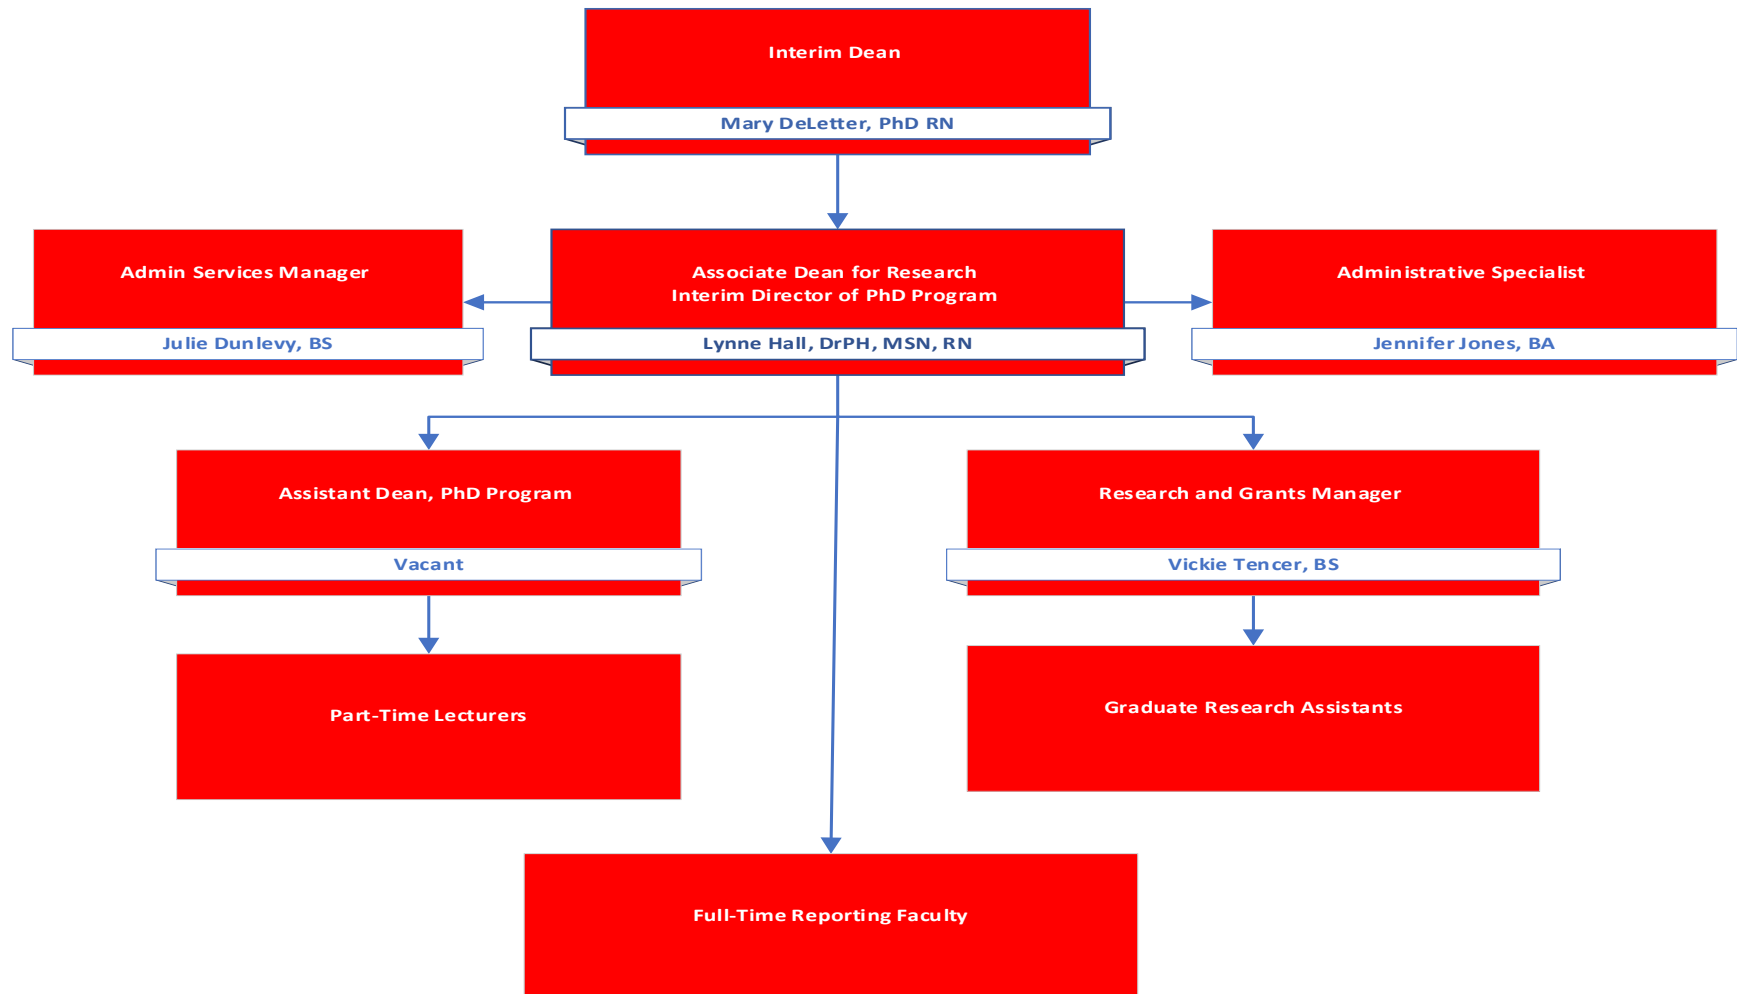 Interim Dean
Mary DeLetter, PhD RN
Admin Services Manager
Julie Dunlevy, BS
Associate Dean for Research
Interim Director of PhD Program
Lynne Hall, DrPH, MSN, RN
Administrative Specialist
Jennifer Jones, BA
Assistant Dean, PhD Program
Vacant
Research and Grants Manager
Vickie Tencer, BS
Part-Time Lecturers
Graduate Research Assistants
Full-Time Reporting Faculty